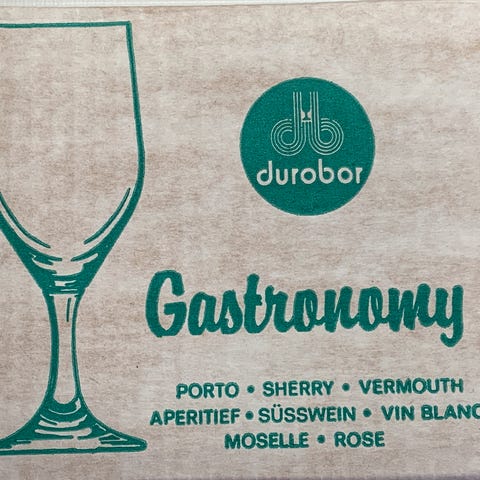 durobor
Gastronomy
PORTO • SHERRY • VERMOUTH
APERITIEF • SÜSSWEIN • VIN BLANC
MOSELLE • ROSE